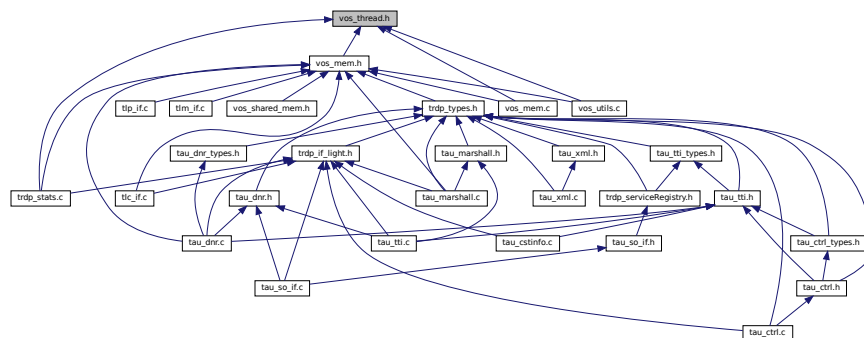 vos_thread.h
vos_mem.h
tlp_if.c
tlm_if.c
vos_shared_mem.h
trdp_types.h
vos_mem.c
vos_utils.c
tau_dnr_types.h
trdp_if_light.h
tau_marshall.h
tau_xml.h
tau_tti_types.h
trdp_stats.c
tlc_if.c
tau_dnr.h
tau_marshall.c
tau_xml.c
trdp_serviceRegistry.h
tau_tti.h
tau_dnr.c
tau_tti.c
tau_cstinfo.c
tau_so_if.h
tau_ctrl_types.h
tau_so_if.c
tau_ctrl.h
tau_ctrl.c